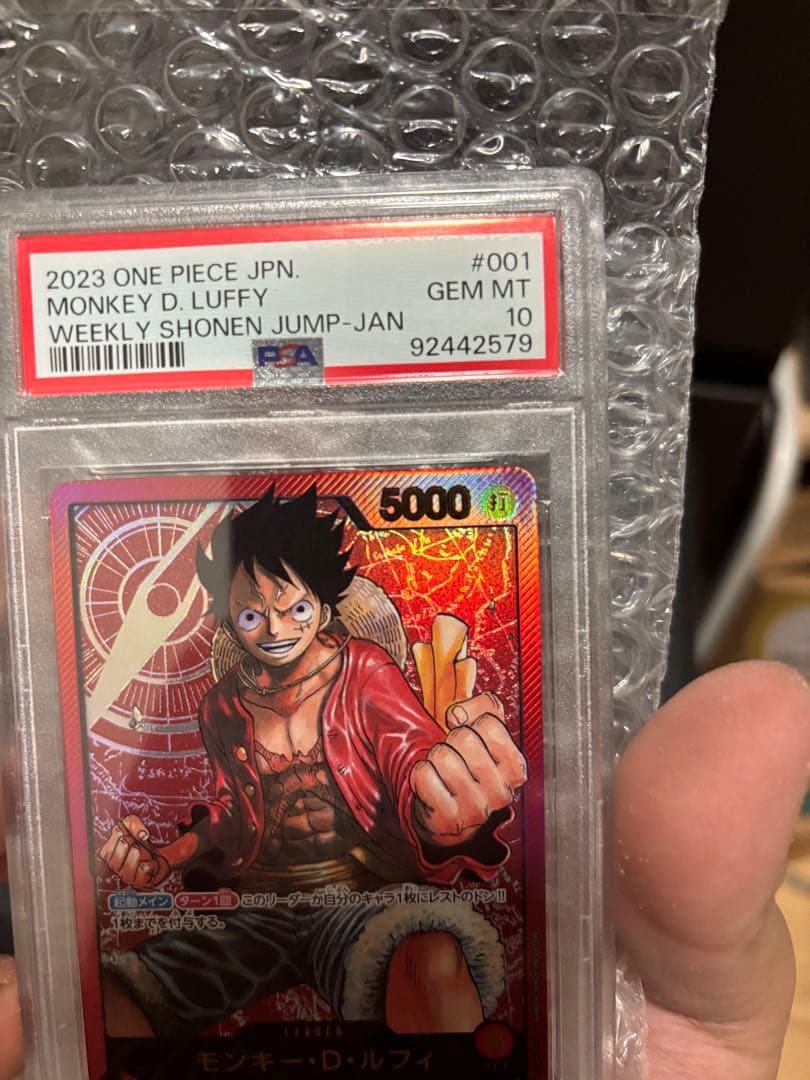 2023 ONE PIECE JPN.
#001
MONKEY D. LUFFY
GEM MT
WEEKLY SHONEN JUMP-JAN
10
PSA
92442579
5000
打
起動メイン ターン1回 このリーダーか自分のキャラ1枚にレストのドン!!
1枚までを付与する。
LEADER
モンキー・D・ルフィ